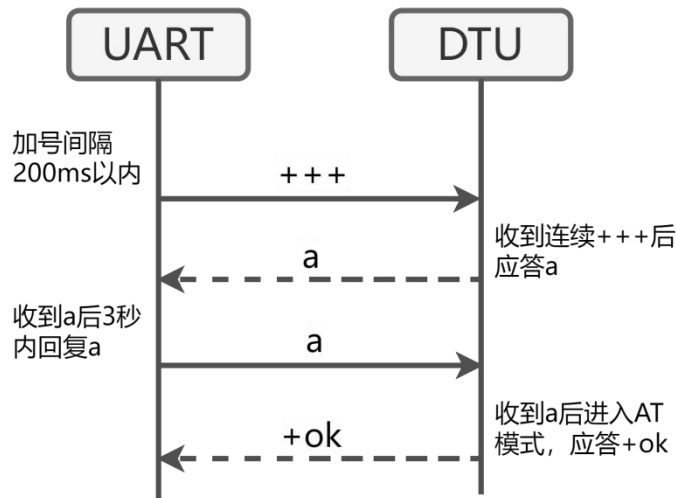 UART
DTU
加号间隔
200ms以内
+++
收到连续+++后
应答a
a
收到a后3秒
内回复a
a
收到a后进入AT
模式，应答+ok
+ok